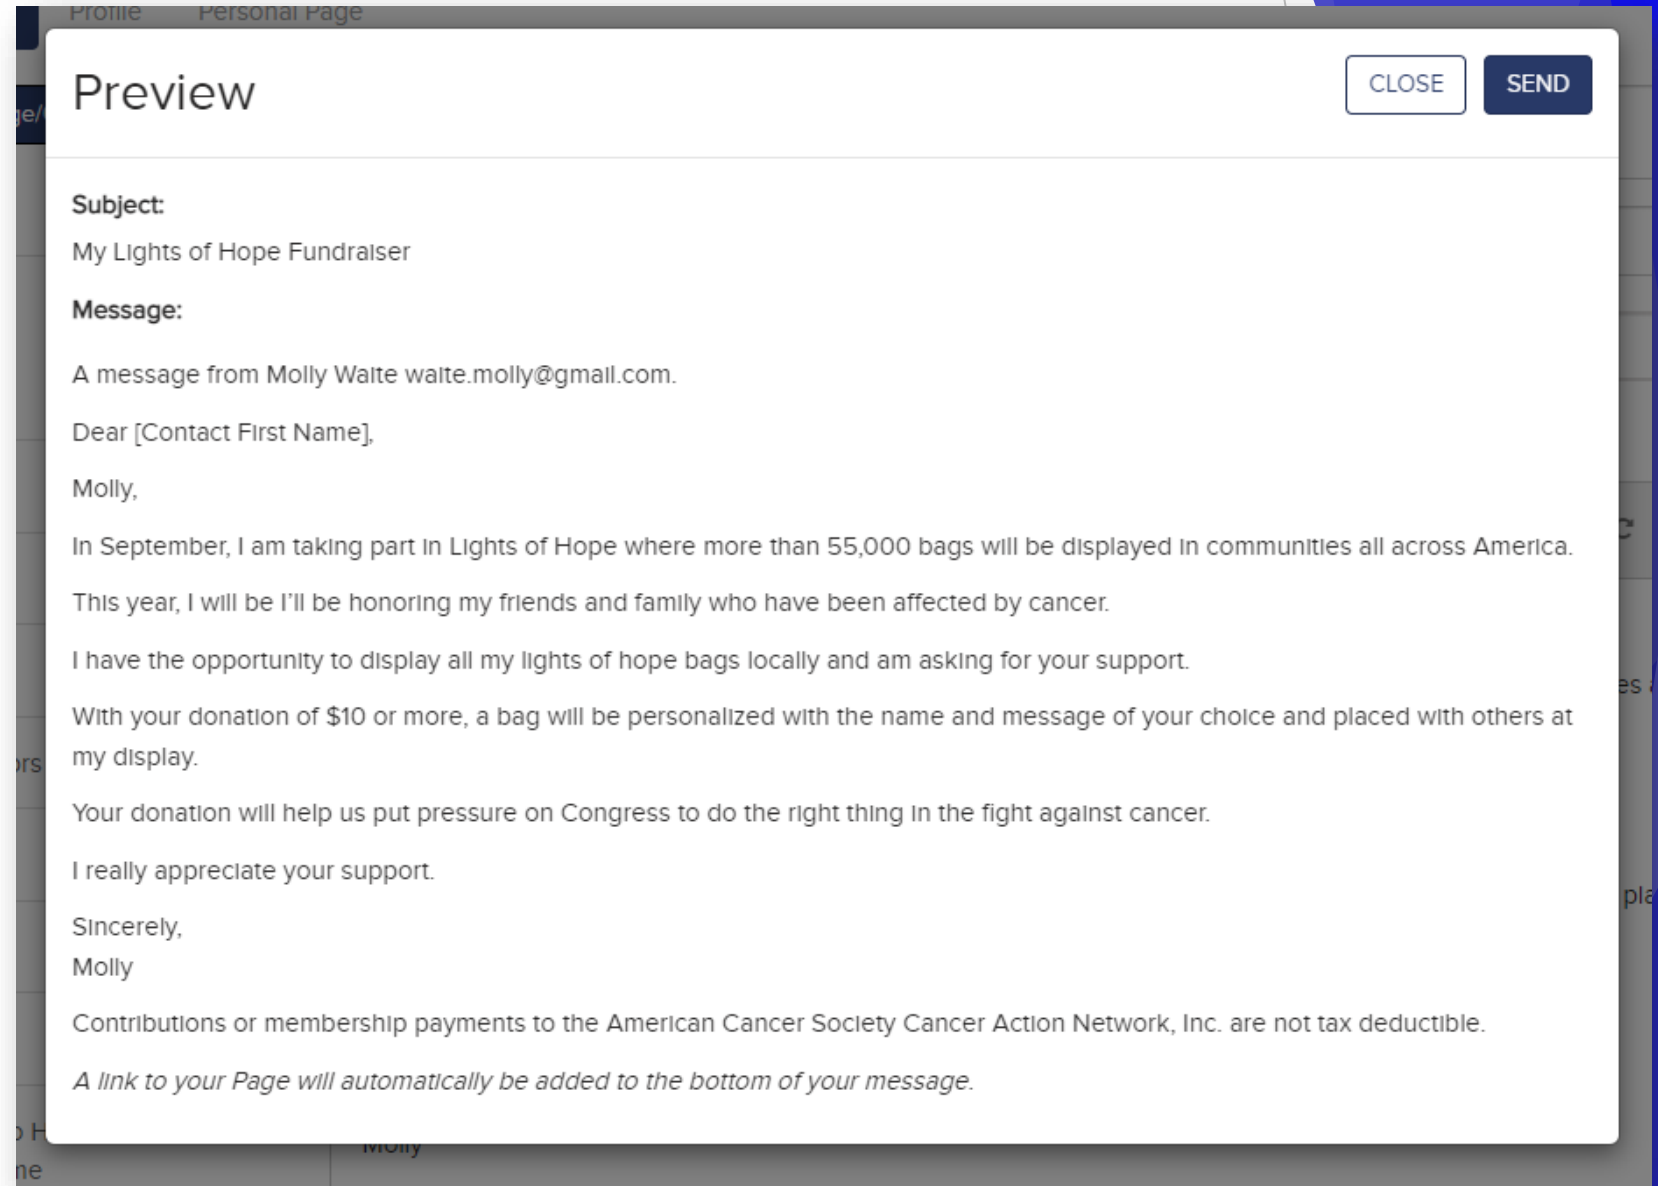 Profile Personal Page
Preview
CLOSE
SEND
ge/
Subject:
My Lights of Hope Fundraiser
Message:
A message from Molly Waite waite.molly@gmail.com.
Dear [Contact First Name],
Molly,
In September, I am taking part in Lights of Hope where more than 55,000 bags will be displayed in communities all across America.
This year, I will be I’ll be honoring my friends and family who have been affected by cancer.
I have the opportunity to display all my lights of hope bags locally and am asking for your support.
es
With your donation of $10 or more, a bag will be personalized with the name and message of your choice and placed with others at
my display.
ors
Your donation will help us put pressure on Congress to do the right thing in the fight against cancer.
I really appreciate your support.
pla
Sincerely,
Molly
Contributions or membership payments to the American Cancer Society Cancer Action Network, Inc. are not tax deductible.
A link to your Page will automatically be added to the bottom of your message.
o H
Molly
me